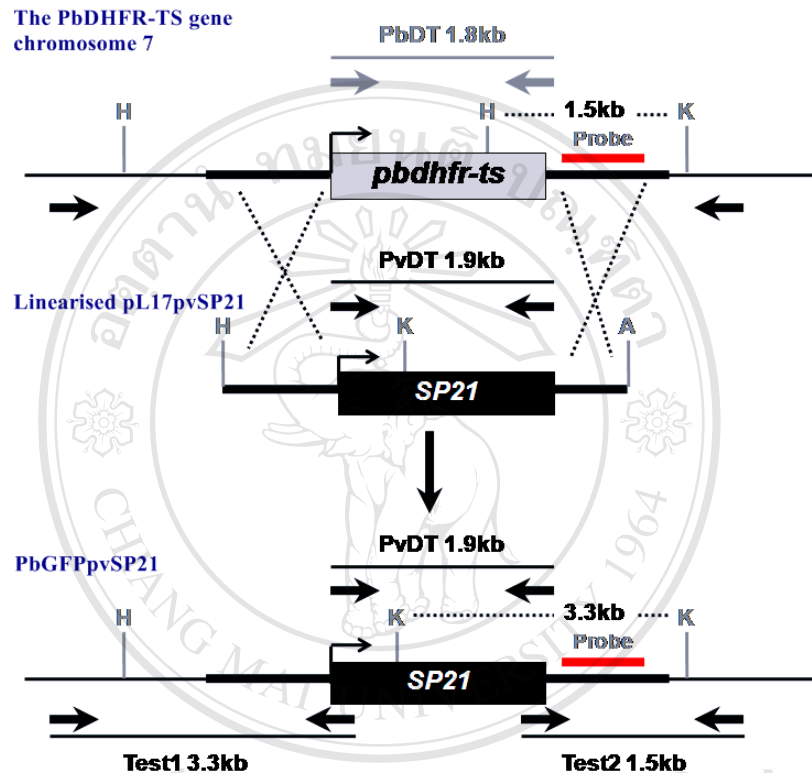 The PbDHFR-TS gene
chromosome 7
PbDT 1.8kb
H
H
1.5kb
K
Probe
pbdhfr-ts
PvDT 1.9kb
Linearised pL17pvSP21
H
K
A
SP21
PvDT 1.9kb
PbGFPpvSP21
H
K
3.3kb
K
Probe
SP21
Test1 3.3kb
Test2 1.5kb
CHIANG MAI UNIVERSITY 1964